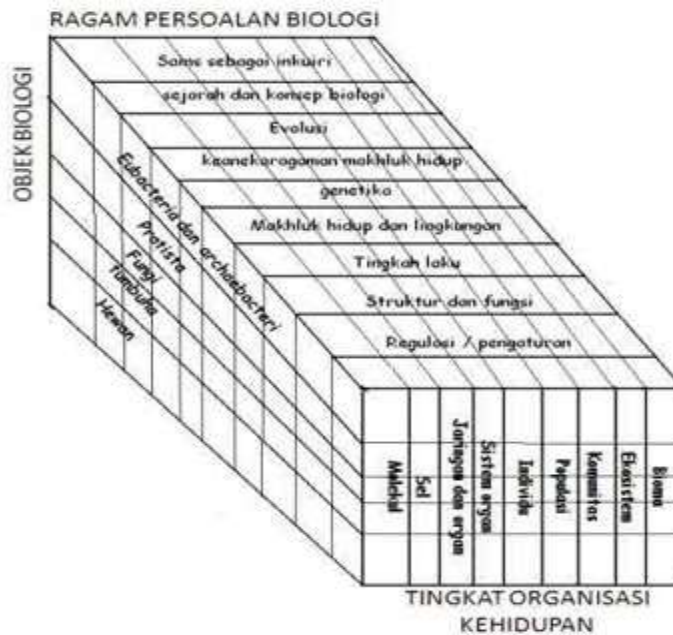 RAGAM PERSOALAN BIOLOGI
OBJEK BIOLOGI
Sams sebagai inkuiri
sejarah dan konsep biologi
Evolusi
keanekaragaman makhluk hidup
genetika
Makhluk hidup dan lingkungan
Tingkah laku
Struktur dan fungsi
Regulasi / pengaturan
Eubacteria dan archaebacteri
Protista
Fungi
Tumbuha
Hewan
Molekul
Sel
Jaringan dan organ
Sistem organ
Individu
Populasi
Komunitas
Ekosistem
Bioma
TINGKAT ORGANISASI
KEHIDUPAN